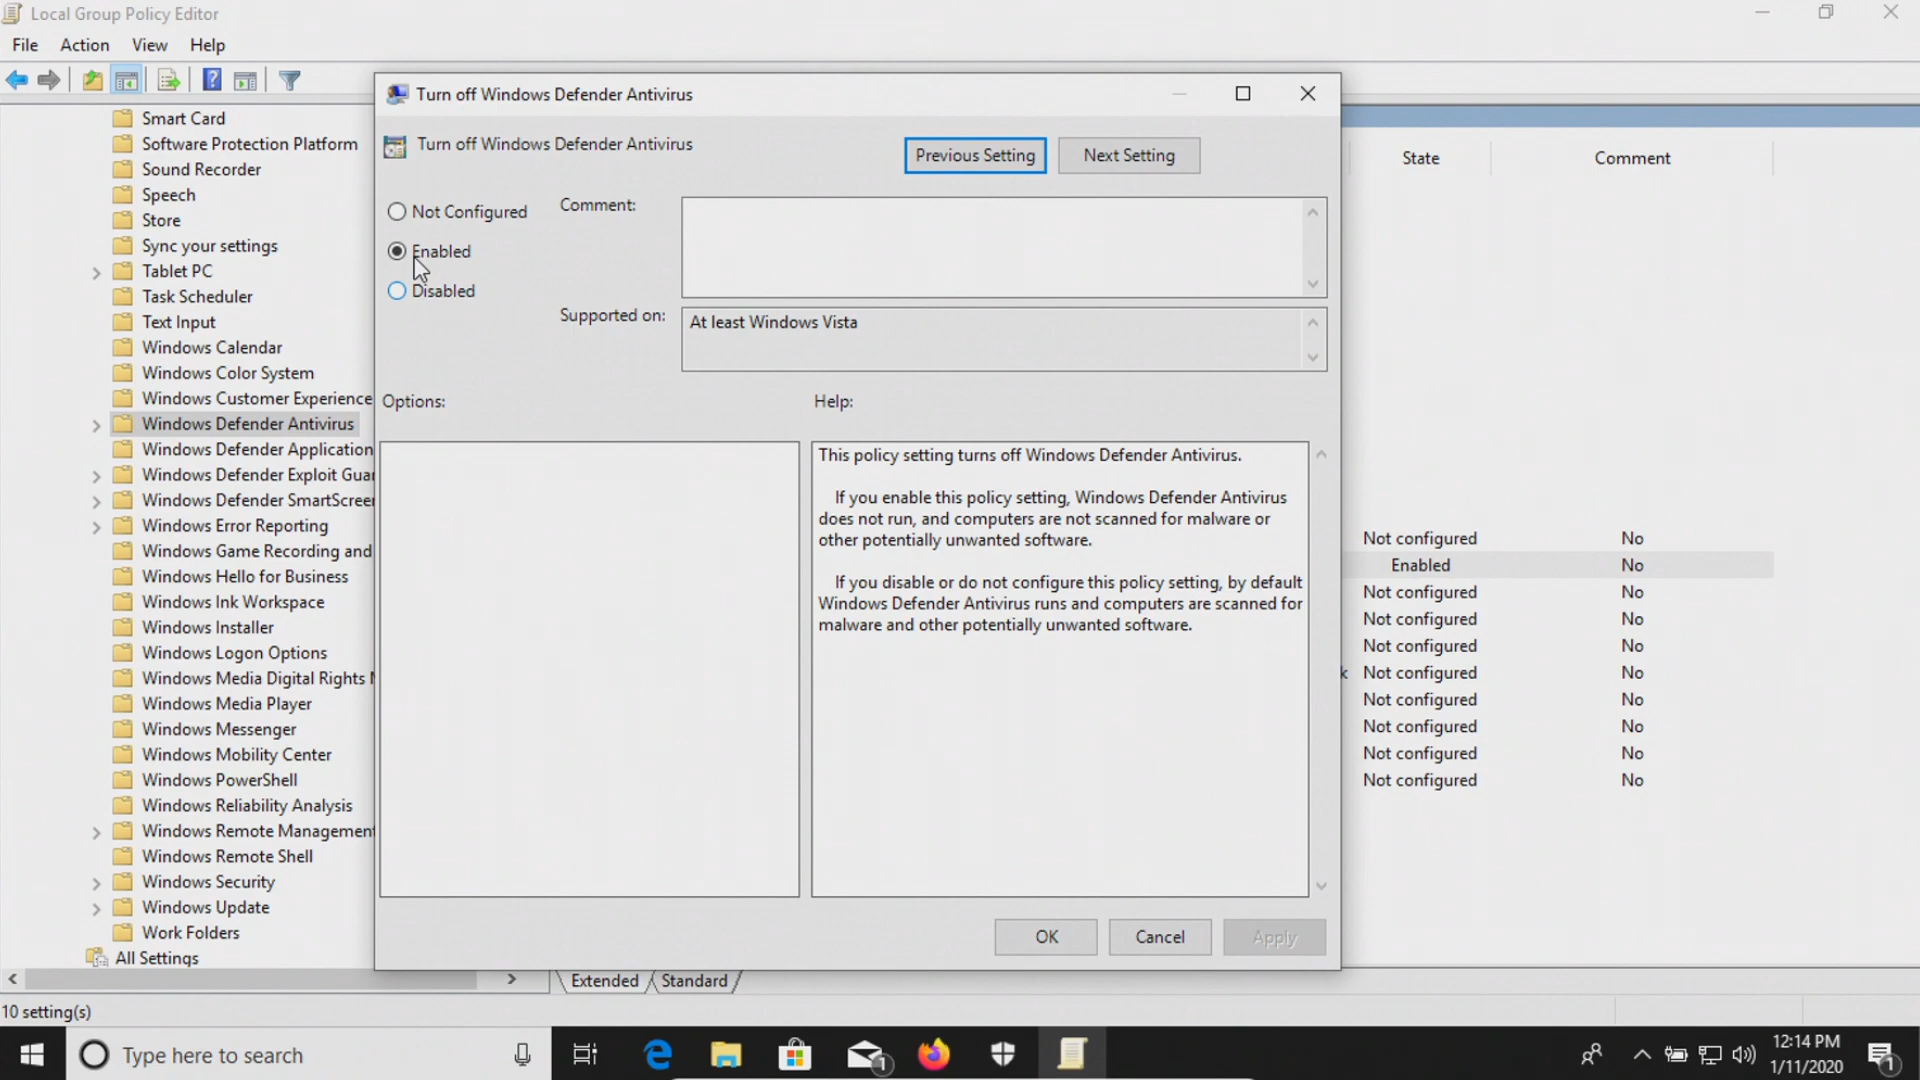 Local Group Policy Editor
File Action View Help
Smart Card
Software Protection Platform
Sound Recorder
Speech
Store
Sync your settings
Tablet PC
Task Scheduler
Text Input
Windows Calendar
Windows Color System
Windows Customer Experience
Windows Defender Antivirus
Windows Defender Application
Windows Defender Exploit Gua
Windows Defender SmartScreen
Windows Error Reporting
Windows Game Recording and
Windows Hello for Business
Windows Ink Workspace
Windows Installer
Windows Logon Options
Windows Media Digital Rights
Windows Media Player
Windows Messenger
Windows Mobility Center
Windows PowerShell
Windows Reliability Analysis
Windows Remote Management
Windows Remote Shell
Windows Security
Windows Update
Work Folders
All Settings
Turn off Windows Defender Antivirus
Turn off Windows Defender Antivirus
Previous Setting Next Setting
Not Configured
Enabled
Disabled
Comment:
Supported on:
At least Windows Vista
Options:
Help:
This policy setting turns off Windows Defender Antivirus.
If you enable this policy setting, Windows Defender Antivirus
does not run, and computers are not scanned for malware or
other potentially unwanted software.
If you disable or do not configure this policy setting, by default
Windows Defender Antivirus runs and computers are scanned for
malware and other potentially unwanted software.
OK Cancel Apply
State Comment
Not configured No
Enabled No
Not configured No
Not configured No
Not configured No
k Not configured No
Not configured No
Not configured No
Not configured No
Not configured No
Extended Standard
10 setting(s)
Type here to search
1
12:14 PM
1/11/2020
1